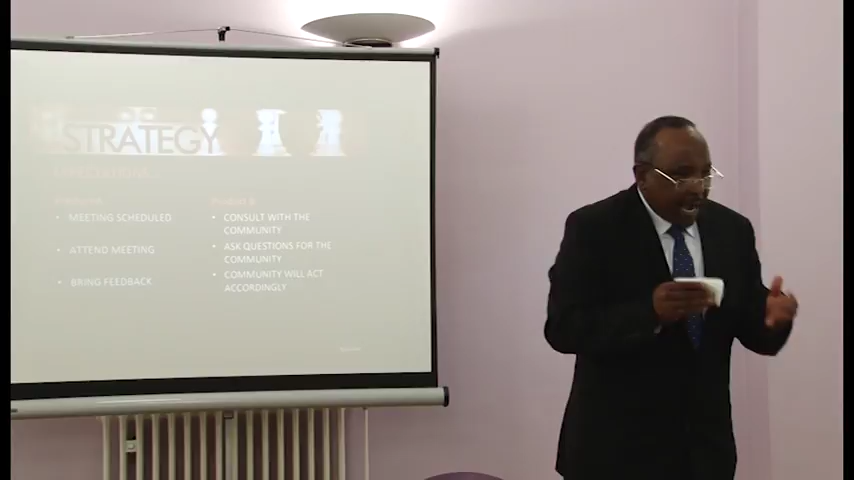 STRATEGY
MEETING SCHEDULED
ATTEND MEETING
BRING FEEDBACK
CONSULT WITH THE
COMMUNITY
ASK QUESTIONS FOR THE
COMMUNITY
COMMUNITY WILL ACT
ACCORDINGLY